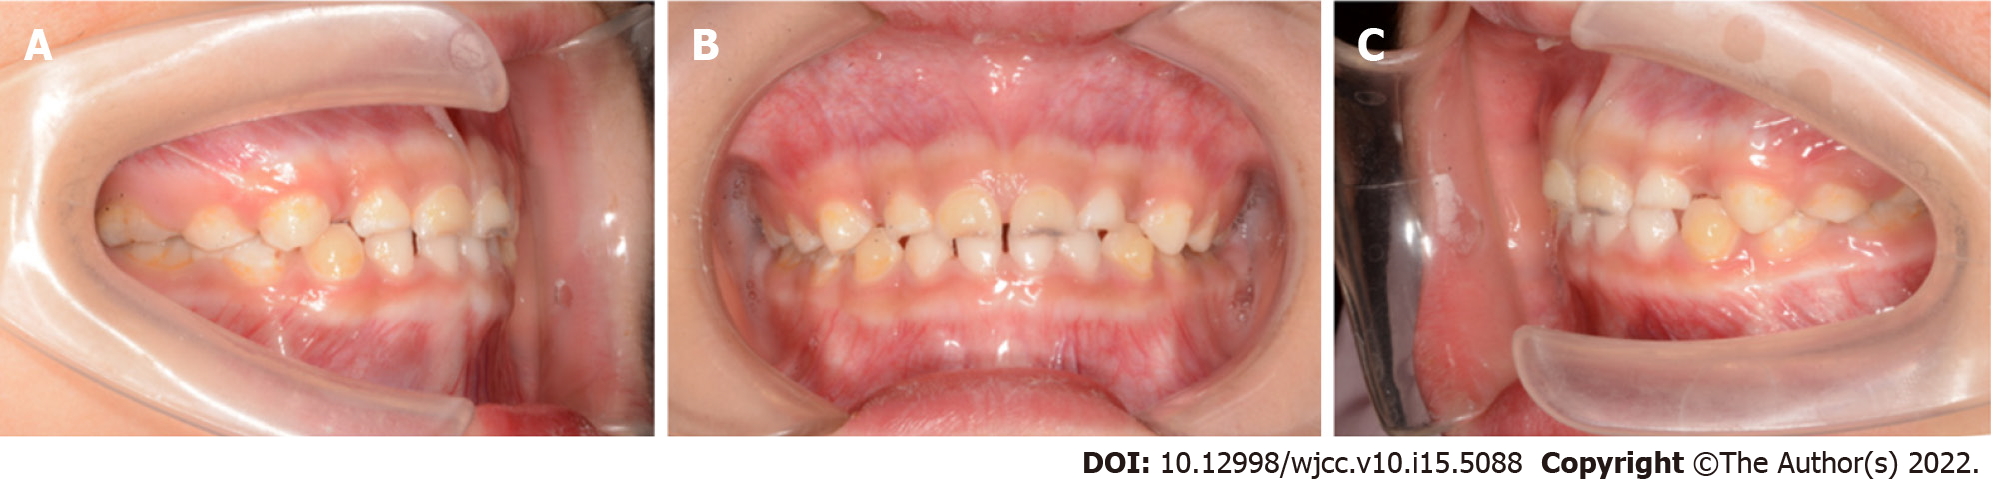 A
B
C
DOI: 10.12998/wjcc.v10.i15.5088 Copyright ©The Author(s) 2022.